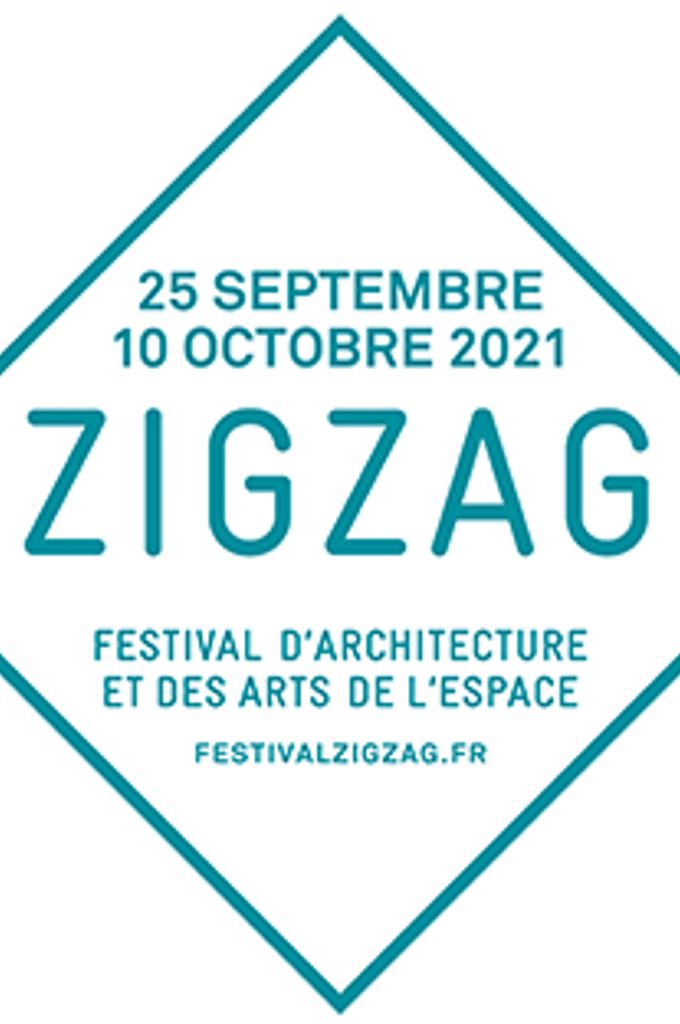 25 SEPTEMBRE
10 OCTOBRE 2021
ZIGZAG
FESTIVAL D'ARCHITECTURE
ET DES ARTS DE L'ESPACE
FESTIVALZIGZAG.FR